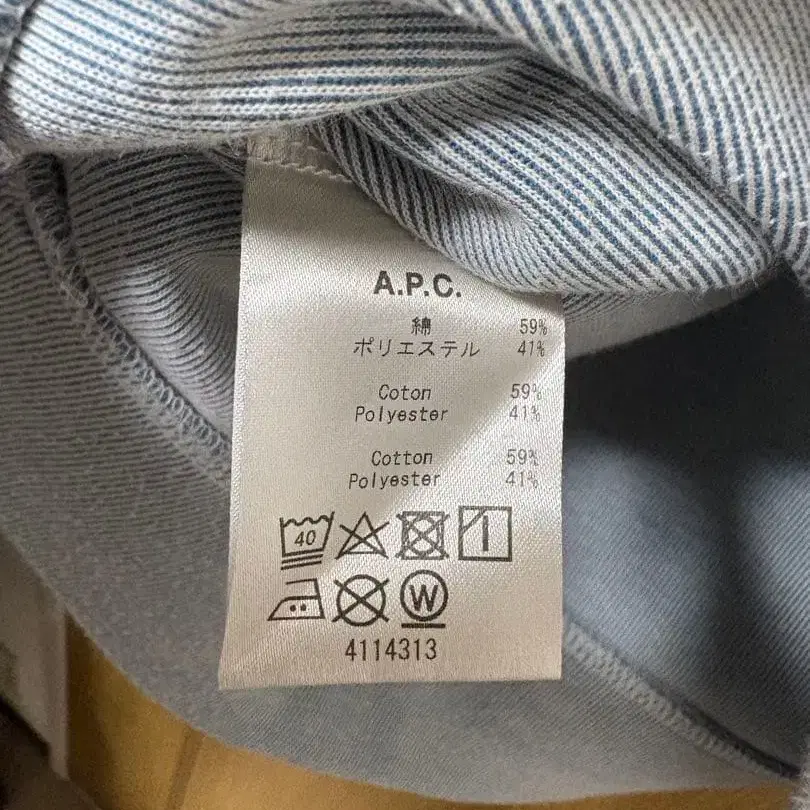 A.P.C.
綿 59%
ポリエステル 41%
Coton 59%
Polyester 41%
Cotton 59%
Polyester 41%
40
W
4114313